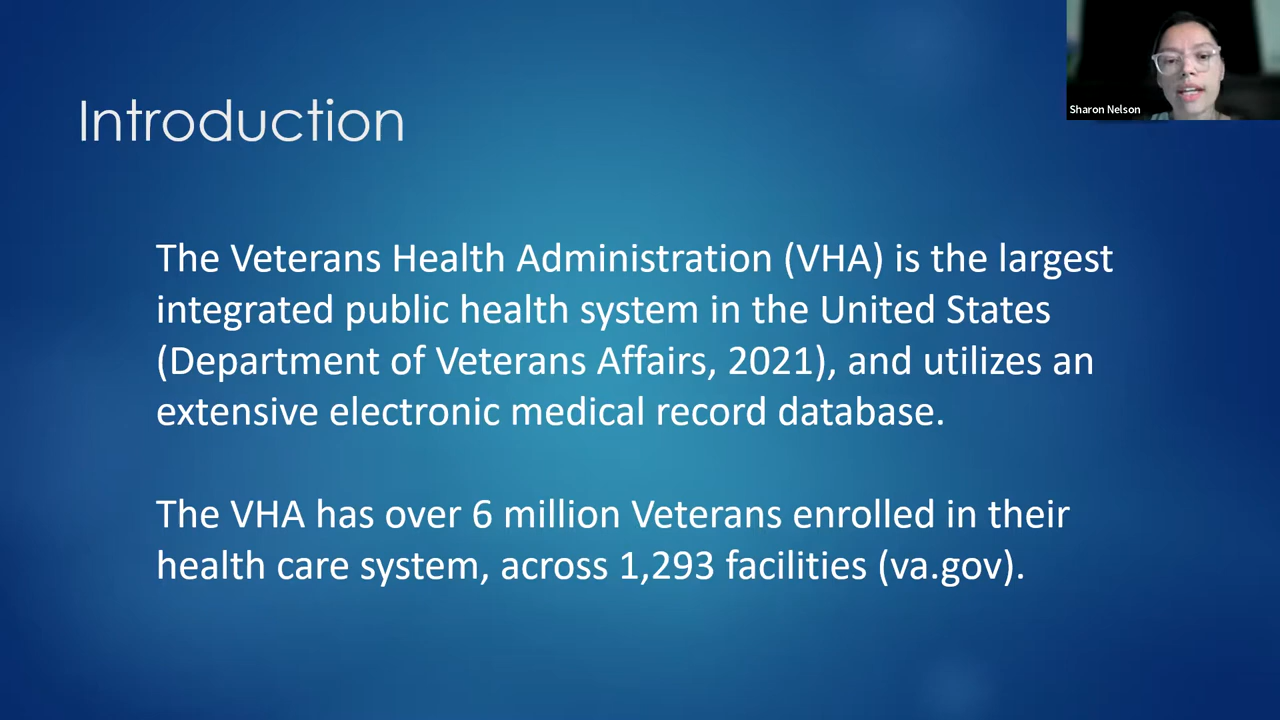 Introduction
Sharon Nelson
The Veterans Health Administration (VHA) is the largest
integrated public health system in the United States
(Department of Veterans Affairs, 2021), and utilizes an
extensive electronic medical record database.
The VHA has over 6 million Veterans enrolled in their
health care system, across 1,293 facilities (va.gov).